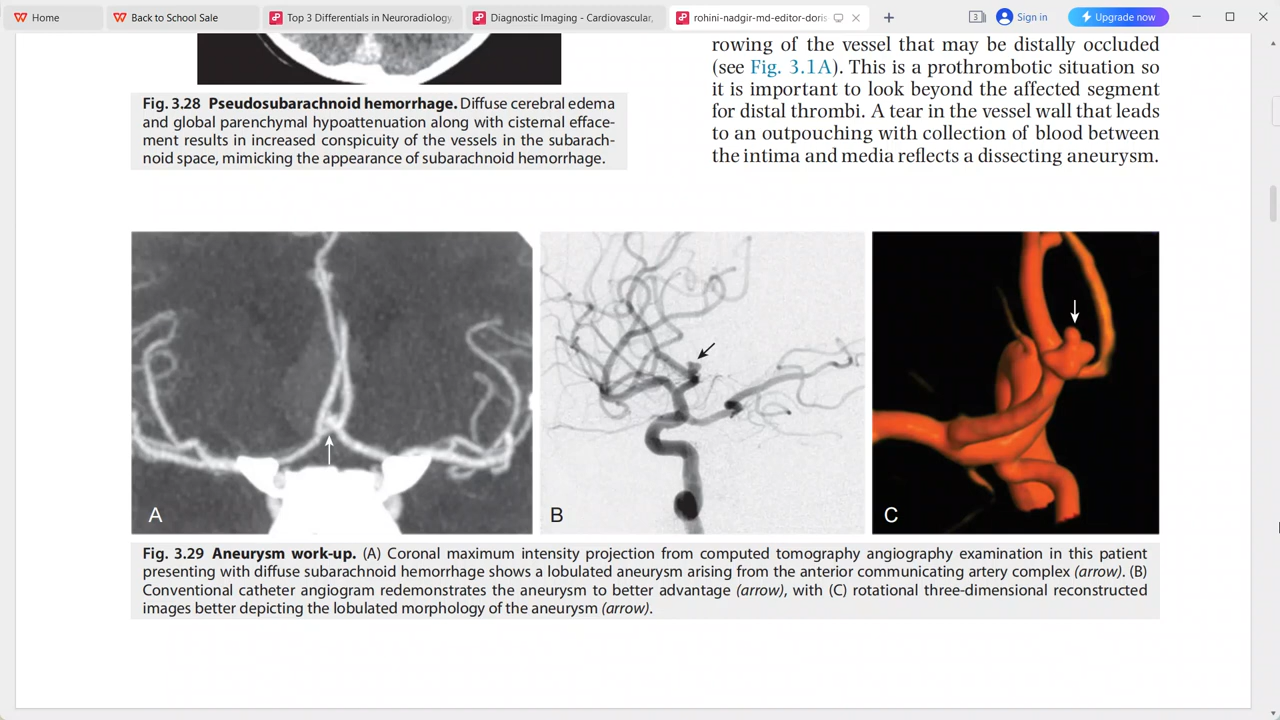 Home
Back to School Sale
Top 3 Differentials in Neuroradiology
Diagnostic Imaging - Cardiovascular,
rohini-nadgir-md-editor-doris
3
Sign in
Upgrade now
rowing of the vessel that may be distally occluded
(see Fig. 3.1A). This is a prothrombotic situation so
it is important to look beyond the affected segment
for distal thrombi. A tear in the vessel wall that leads
to an outpouching with collection of blood between
the intima and media reflects a dissecting aneurysm.
Fig. 3.28 Pseudosubarachnoid hemorrhage. Diffuse cerebral edema
and global parenchymal hypoattenuation along with cisternal efface-
ment results in increased conspicuity of the vessels in the subarach-
noid space, mimicking the appearance of subarachnoid hemorrhage.
A
B
C
Fig. 3.29 Aneurysm work-up. (A) Coronal maximum intensity projection from computed tomography angiography examination in this patient
presenting with diffuse subarachnoid hemorrhage shows a lobulated aneurysm arising from the anterior communicating artery complex (arrow). (B)
Conventional catheter angiogram redemonstrates the aneurysm to better advantage (arrow), with (C) rotational three-dimensional reconstructed
images better depicting the lobulated morphology of the aneurysm (arrow).